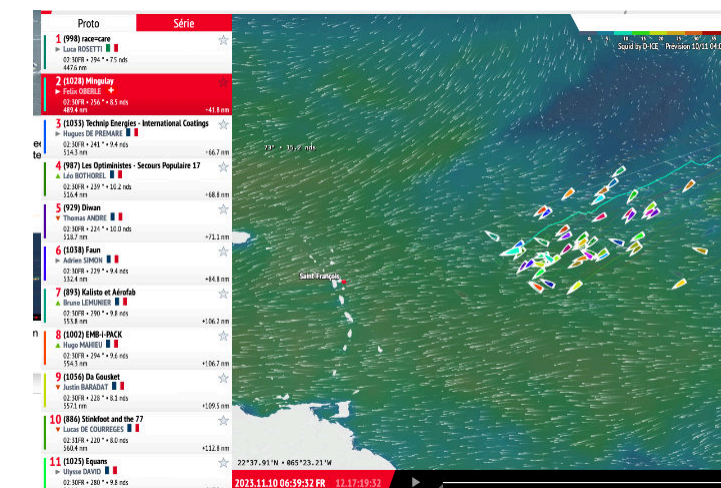 Proto
Série
1 (998) race=care
Luca ROSETTI
02:30FR • 294 ° • 7.5 nds
447.6 nm
2 (1028) Mingulay
Felix OBERLE
02:30FR • 256 ° • 8.5 nds
489.4 nm
+41.8 nm
3 (1033) Technip Energies - International Coatings
Hugues DE PREMARE
02:30FR • 241 ° • 9.4 nds
514.3 nm
+66.7 nm
4 (987) Les Optiministes - Secours Populaire 17
Léo BOTHOREL
02:30FR • 239 ° • 10.2 nds
516.4 nm
+68.8 nm
5 (929) Diwan
Thomas ANDRE
02:30FR • 224 ° • 10.0 nds
518.7 nm
+71.1 nm
6 (1038) Faun
Adrien SIMON
02:30FR • 229 ° • 9.4 nds
532.4 nm
+84.8 nm
7 (893) Kalisto et Aérofab
Bruno LEMUNIER
02:30FR • 290 ° • 9.8 nds
553.8 nm
+106.2 nm
8 (1002) EMB-i-PACK
Hugo MAHIEU
02:30FR • 294 ° • 9.6 nds
554.3 nm
+106.7 nm
9 (1056) Da Gousket
Justin BARADAT
02:30FR • 228 ° • 8.1 nds
557.1 nm
+109.5 nm
10 (886) Stinkfoot and the 77
Lucas DE COURREGES
02:31FR • 220 ° • 8.0 nds
560.4 nm
+112.8 nm
11 (1025) Equans
Ulysse DAVID
02:30FR • 280 ° • 9.8 nds
Squid by D-ICE Prévision 10/11 04:0
73° • 15.2 nds
Saint-François
22°37.91'N • 065°23.21'W
2023.11.10 06:39:32 FR
12.17:19:32